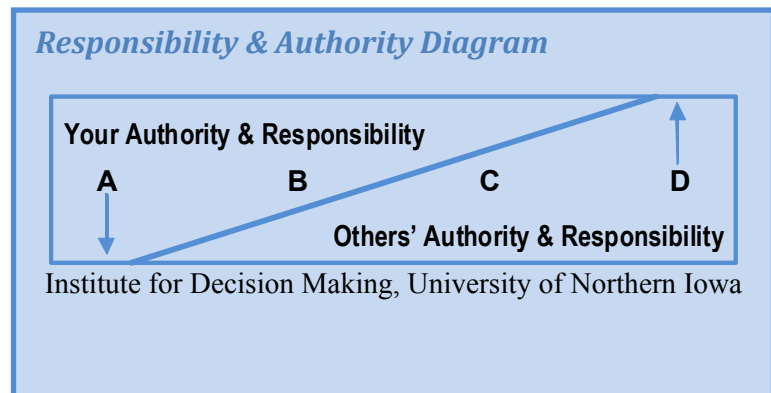 Responsibility & Authority Diagram
Your Authority & Responsibility
A B C D
Others’ Authority & Responsibility
Institute for Decision Making, University of Northern Iowa